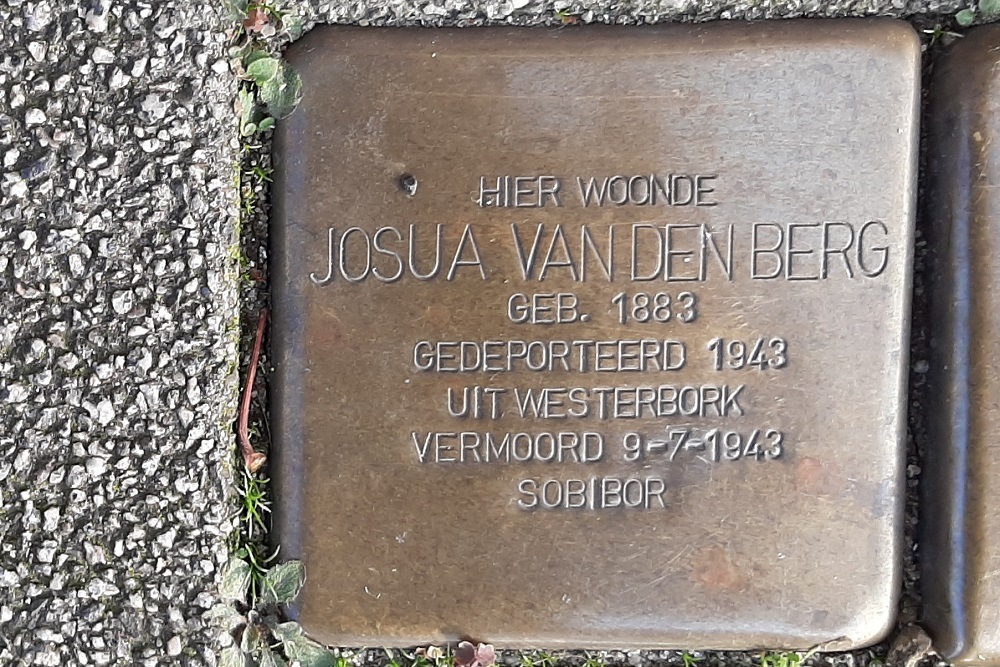 HIER WOONDE
JOSUA VAN DEN BERG
GEB. 1883
GEDEPORTEERD 1943
UIT WESTERBORK
VERMOORD 9-7-1943
SOBIBOR